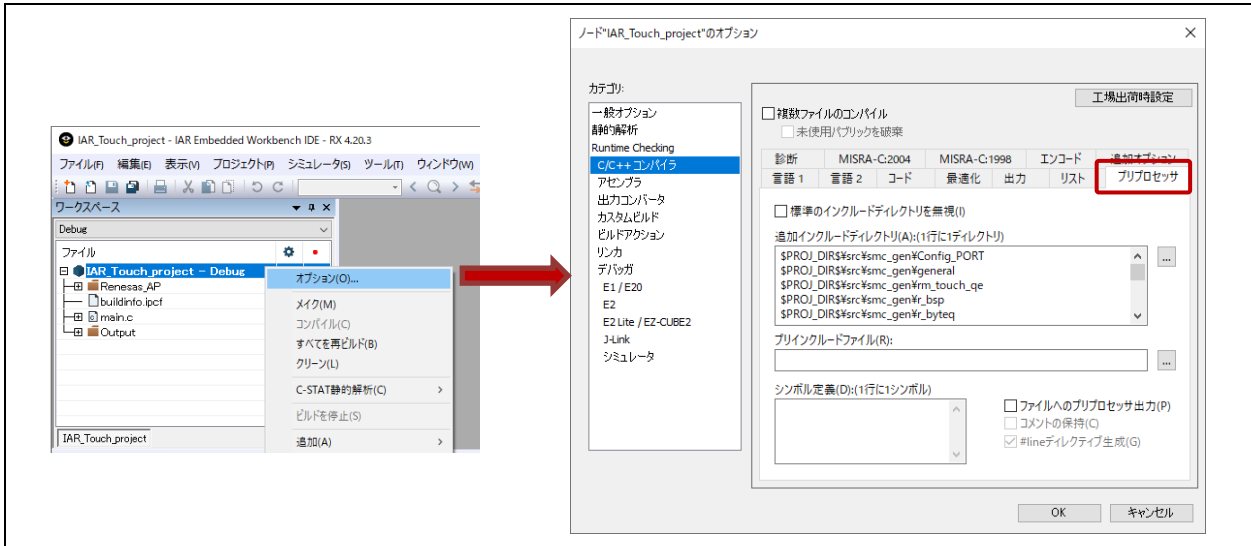 IAR_Touch_project - IAR Embedded Workbench IDE - RX 4.20.3
ファイル(F) 編集(E) 表示(V) プロジェクト(P) シミュレータ(S) ツール(T) ウィンドウ(W)
ワークスペース
Debug
ファイル
IAR_Touch_project - Debug
Renesas_AP
buildinfo.ipcf
main.c
Output
IAR_Touch_project
オプション(O)...
メイク(M)
コンパイル(C)
すべてを再ビルド(B)
クリーン(L)
C-STAT静的解析(C)
ビルドを停止(S)
追加(A)
ノード"IAR_Touch_project"のオプション
カテゴリ:
一般オプション
静的解析
Runtime Checking
C/C++ コンパイラ
アセンブラ
出力コンバータ
カスタムビルド
ビルドアクション
リンカ
デバッガ
E1 / E20
E2
E2 Lite / EZ-CUBE2
J-Link
シミュレータ
工場出荷時設定
複数ファイルのコンパイル
未使用パブリックを破棄
診断 MISRA-C:2004 MISRA-C:1998 エンコード 追加オプション
言語 1 言語 2 コード 最適化 出力 リスト プリプロセッサ
標準のインクルードディレクトリを無視(I)
追加インクルードディレクトリ(A):(1行に1ディレクトリ)
$PROJ_DIR$¥src¥smc_gen¥Config_PORT
$PROJ_DIR$¥src¥smc_gen¥general
$PROJ_DIR$¥src¥smc_gen¥rm_touch_qe
$PROJ_DIR$¥src¥smc_gen¥r_bsp
$PROJ_DIR$¥src¥smc_gen¥r_byteq
...
プリインクルードファイル(R):
...
シンボル定義(D):(1行に1シンボル)
ファイルへのプリプロセッサ出力(P)
コメントの保持(C)
#lineディレクティブ生成(G)
OK キャンセル